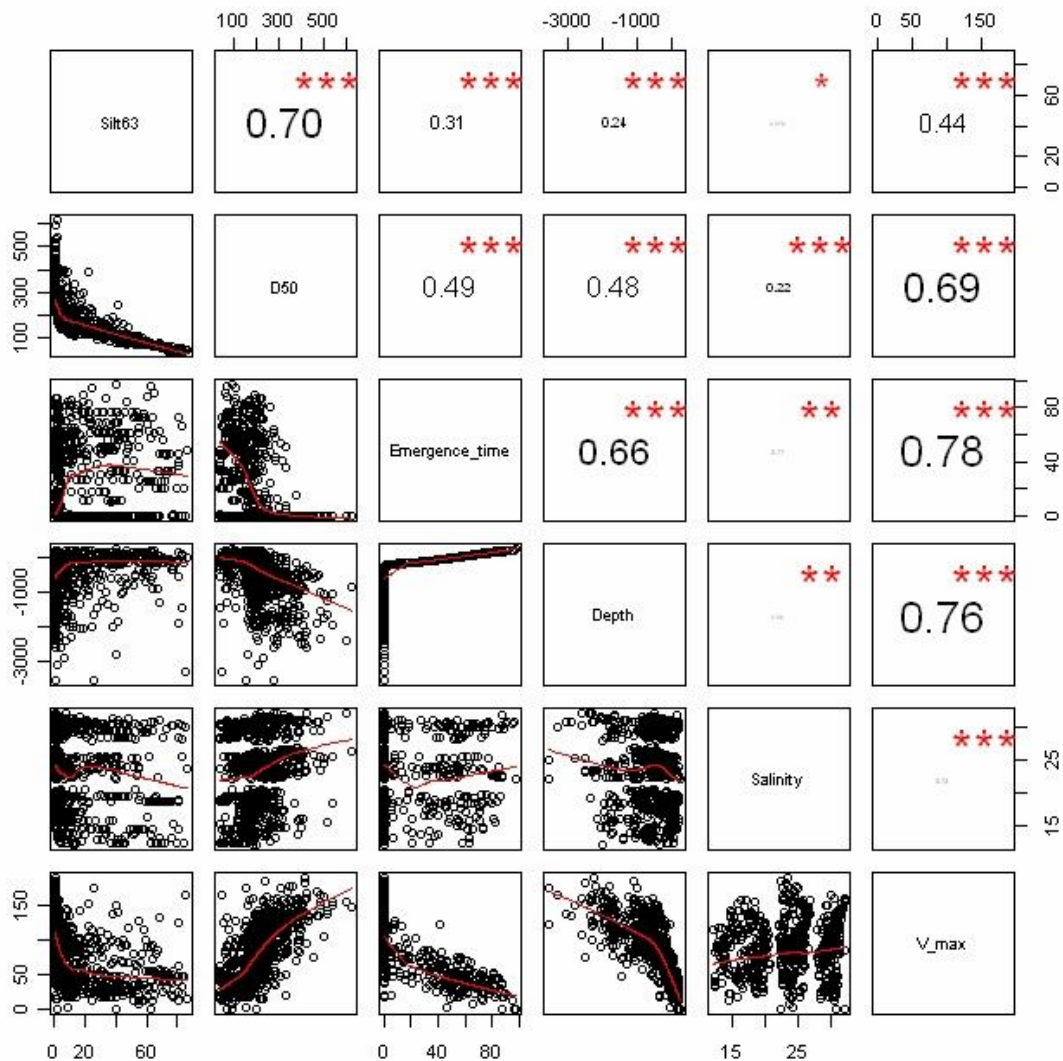 100 300 500 -3000 -1000 0 50 150
Silt63 0.70 *** 0.31 *** 0.24 *** * 0.44 *** 0 20 60
100 300 500 D50 0.49 *** 0.48 *** 0.22 *** 0.69 ***
Emergence_time 0.66 *** ** 0.78 *** 0 40 80
-3000 -1000 Depth ** 0.76 ***
Salinity *** 15 25
0 50 150 V_max
0 20 60 0 40 80 15 25